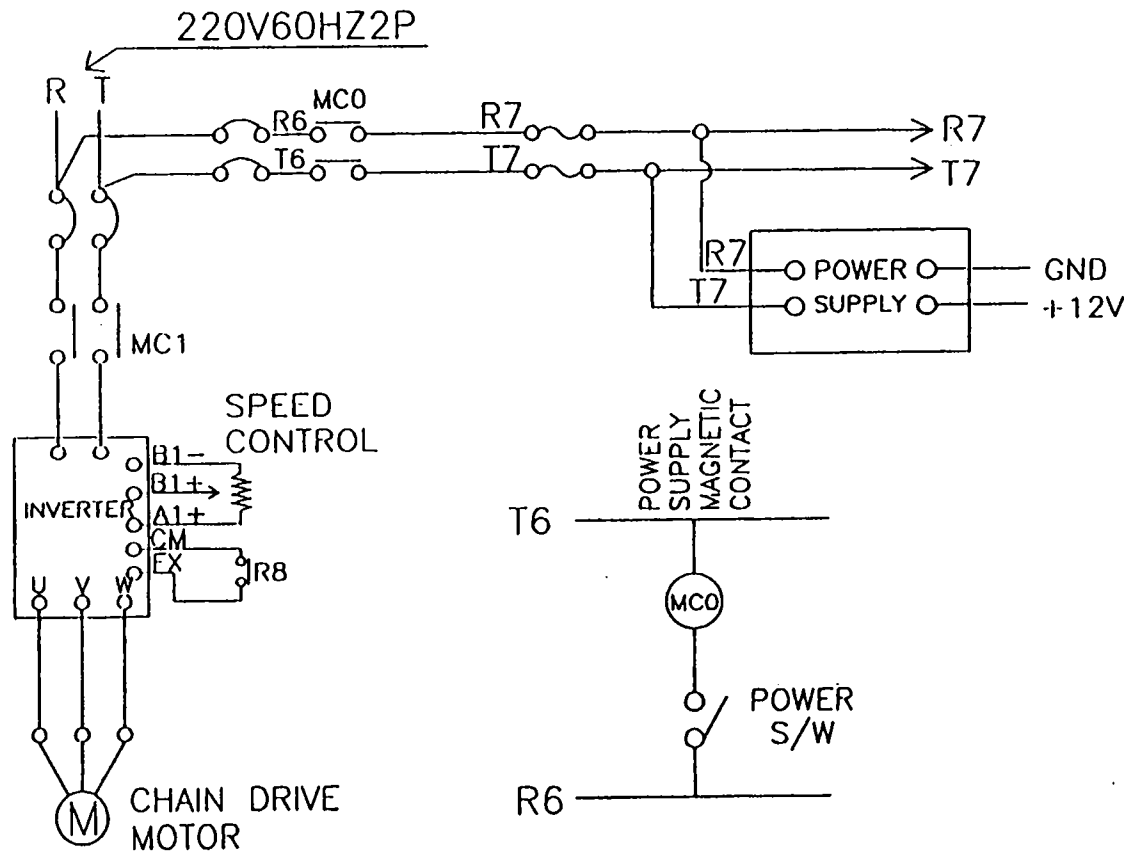 220V60HZ2P
R T
R6 MC0 R7 R7
T6 T7 T7
R7 POWER GND
T7 SUPPLY +12V
MC1
SPEED
CONTROL
B1-
B1+
INVERTER
Δ1+
CM
EX
R8
U V W
M CHAIN DRIVE
MOTOR
POWER
SUPPLY
MAGNETIC
CONTACT
T6
MC0
POWER
S/W
R6